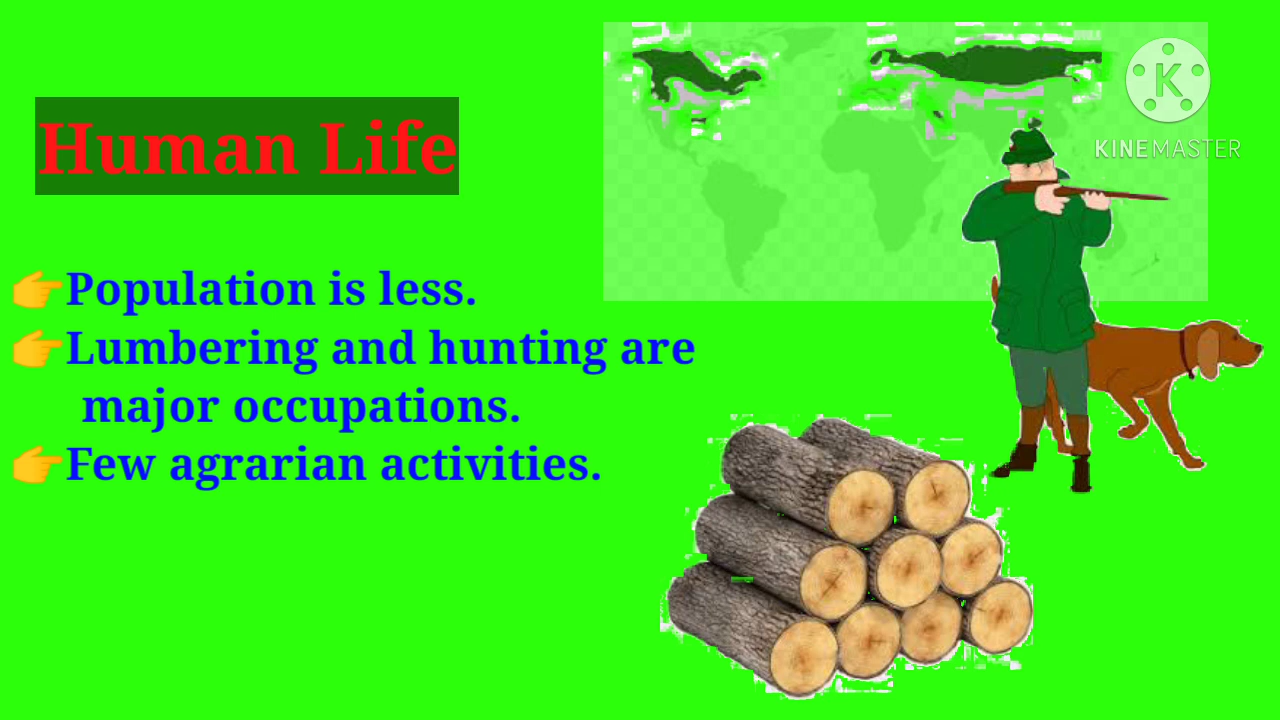 Human Life
👉Population is less.
👉Lumbering and hunting are
major occupations.
👉Few agrarian activities.
K
KINEMASTER